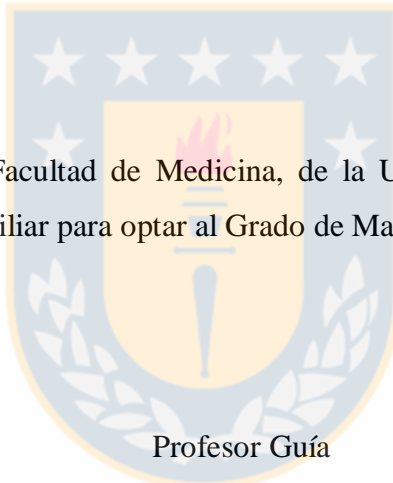 Facultad de Medicina, de la
iliar para optar al Grado de Ma
Profesor Guía